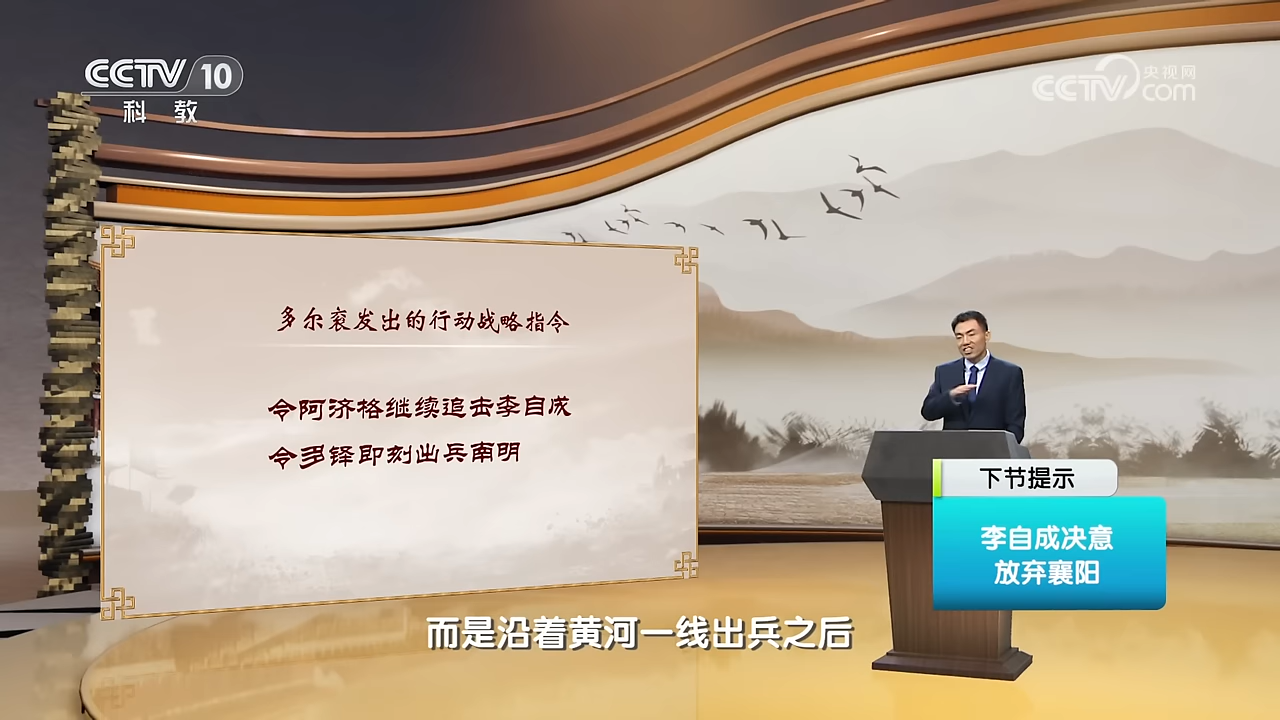 CCTV 10
科教
央视网
CCTV.com
多尔衮发出的行动战略指令
令阿济格继续追击李自成
令多铎即刻出兵南明
下节提示
李自成决意
放弃襄阳
而是沿着黄河一线出兵之后